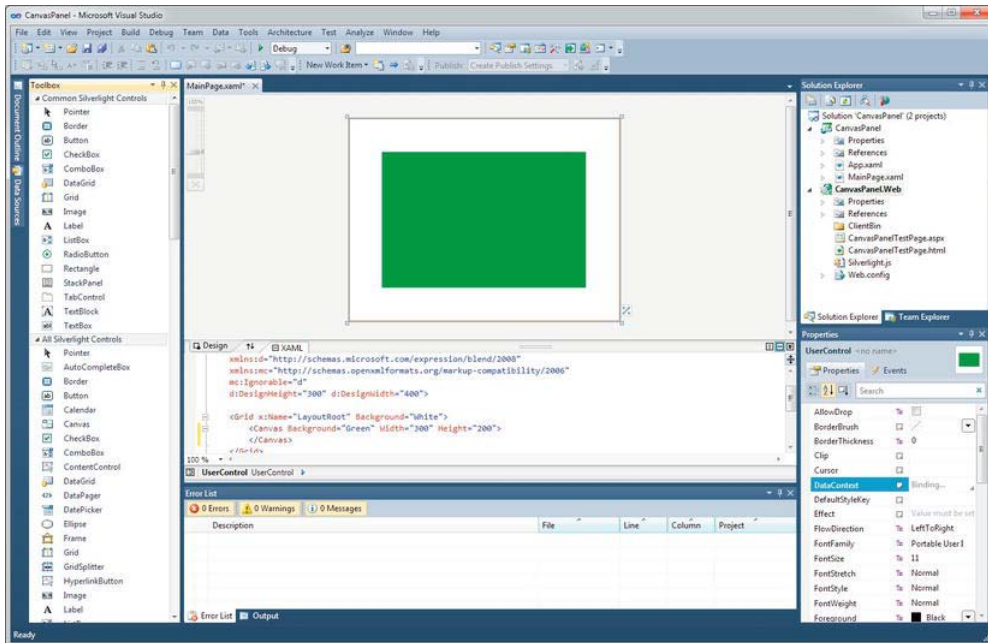 CanvasPanel - Microsoft Visual Studio
File Edit View Project Build Debug Team Data Tools Architecture Test Analyze Window Help
Debug
New Work Item Publish: Create Publish Settings
Document Outline
Data Sources
Toolbox
Common Silverlight Controls
Pointer
Border
Button
CheckBox
ComboBox
DataGrid
Grid
Image
Label
ListBox
RadioButton
Rectangle
StackPanel
TabControl
TextBlock
TextBox
All Silverlight Controls
Pointer
AutoCompleteBox
Border
Button
Calendar
Canvas
CheckBox
ComboBox
ContentControl
DataGrid
DataPager
DatePicker
Ellipse
Frame
Grid
GridSplitter
HyperlinkButton
Image
Label
MainPage.xaml*
100%
Design XAML
xmlns:d="http://schemas.microsoft.com/expression/blend/2008"
xmlns:mc="http://schemas.openxmlformats.org/markup-compatibility/2006"
mc:Ignorable="d"
d:DesignHeight="300" d:DesignWidth="400">
<Grid x:Name="LayoutRoot" Background="White">
<Canvas Background="Green" Width="300" Height="200">
</Canvas>
</Grid>
100 %
UserControl UserControl
Error List
0 Errors 0 Warnings 0 Messages
Description File Line Column Project
Error List Output
Solution Explorer
Solution 'CanvasPanel' (2 projects)
CanvasPanel
Properties
References
App.xaml
MainPage.xaml
CanvasPanel.Web
Properties
References
ClientBin
CanvasPanelTestPage.aspx
CanvasPanelTestPage.html
Silverlight.js
Web.config
Solution Explorer Team Explorer
Properties
UserControl <no name>
Properties Events
Search
AllowDrop
BorderBrush
BorderThickness 0
Clip
Cursor
DataContext Binding...
DefaultStyleKey
Effect Value must be set
FlowDirection LeftToRight
FontFamily Portable User I
FontSize 11
FontStretch Normal
FontStyle Normal
FontWeight Normal
Foreground Black
Ready